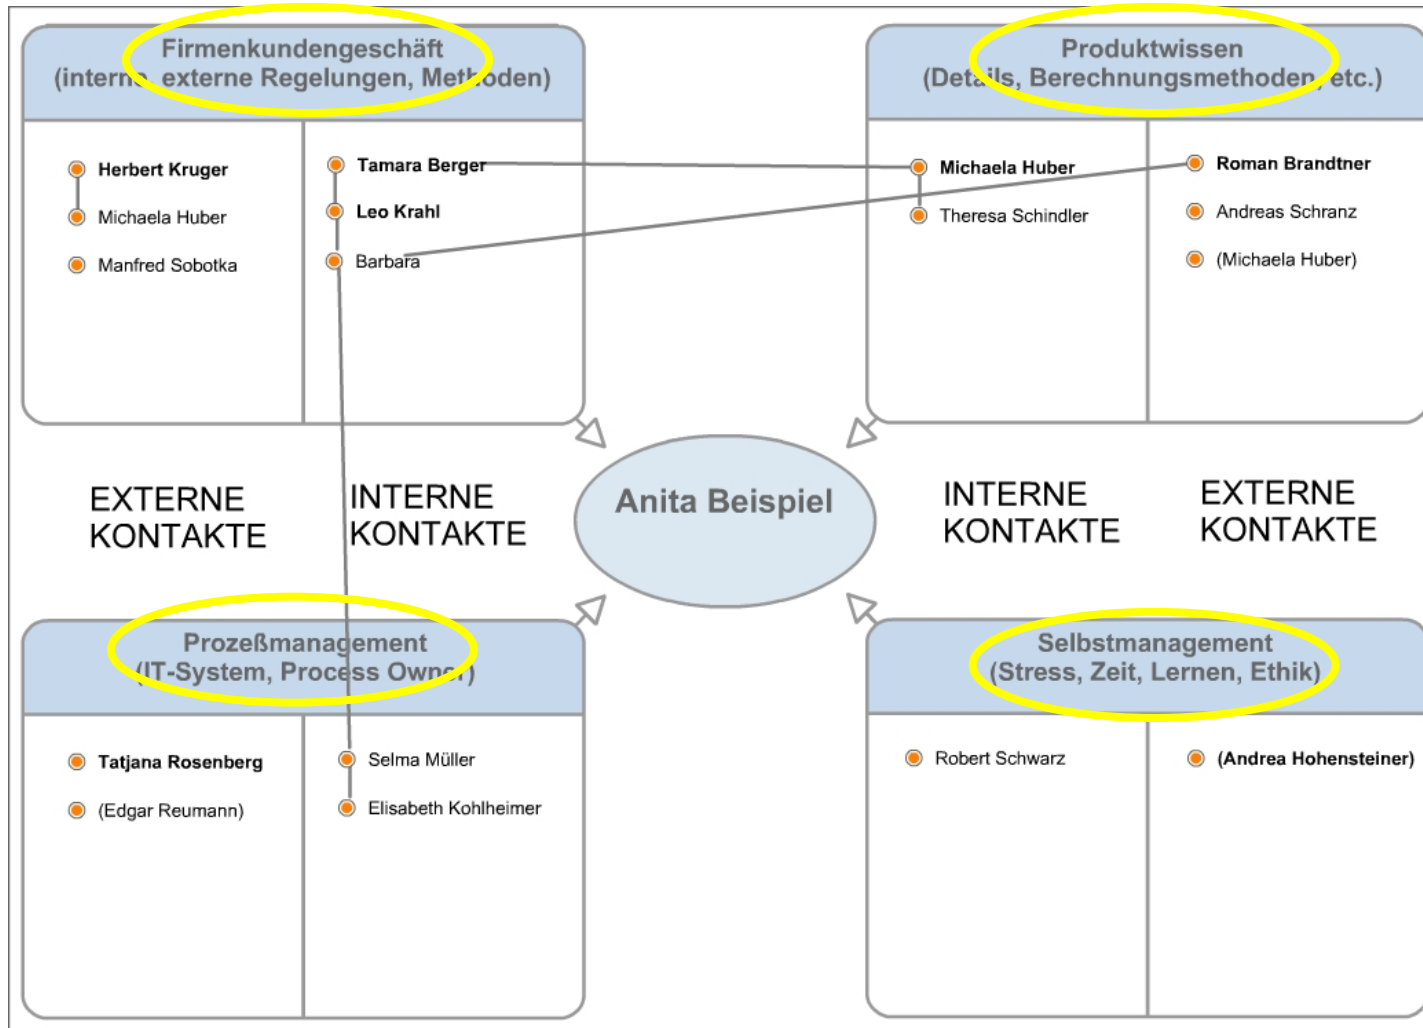 Firmenkundengeschäft
(interne, externe Regelungen, Methoden)
Herbert Kruger
Michaela Huber
Manfred Sobotka
Tamara Berger
Leo Krahl
Barbara
Produktwissen
(Details, Berechnungsmethoden, etc.)
Michaela Huber
Theresa Schindler
Roman Brandtner
Andreas Schranz
(Michaela Huber)
EXTERNE
KONTAKTE
INTERNE
KONTAKTE
Anita Beispiel
INTERNE
KONTAKTE
EXTERNE
KONTAKTE
Prozeßmanagement
(IT-System, Process Owner)
Tatjana Rosenberg
(Edgar Reumann)
Selma Müller
Elisabeth Kohlheimer
Selbstmanagement
(Stress, Zeit, Lernen, Ethik)
Robert Schwarz
(Andrea Hohensteiner)